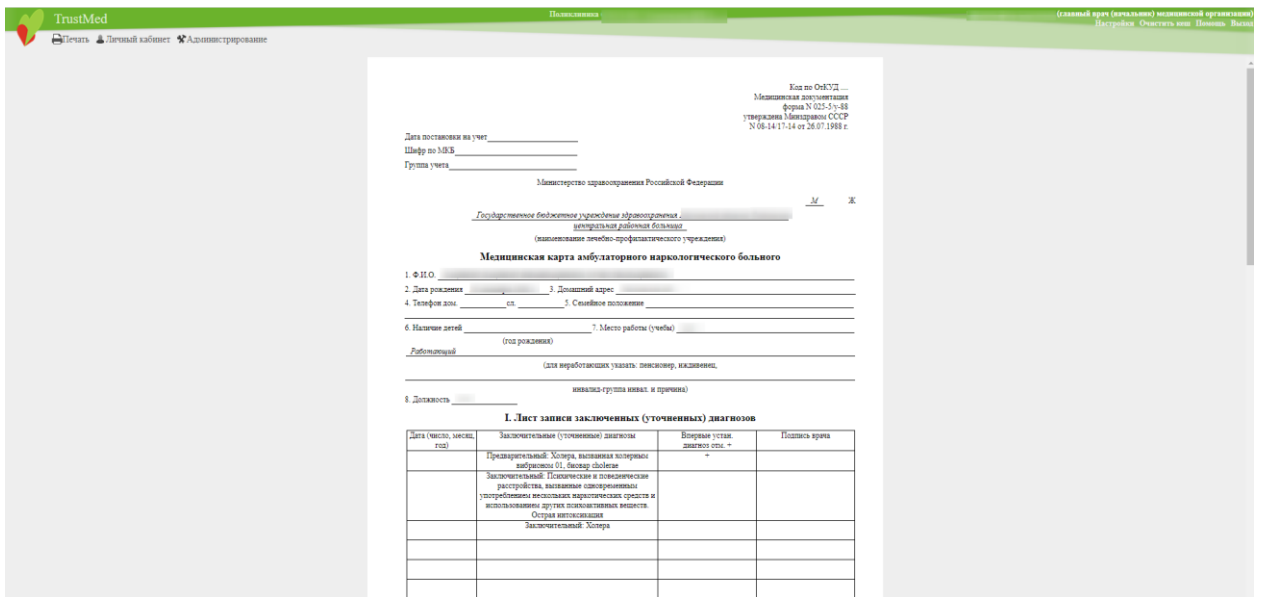 TrustMed
Поликлиника
(главный врач (начальник) медицинской организации)
Настройки Очистить кеш Помощь Выход
Печать Личный кабинет Администрирование
Код по ОтКУД ....
Медицинская документация
форма N 025-5/у-88
утверждена Минздравом СССР
N 08-14/17-14 от 26.07.1988 г.
Дата постановки на учет
Шифр по МКБ
Группа учета
Министерство здравоохранения Российской Федерации
М Ж
Государственное бюджетное учреждение здравоохранения
центральная районная больница
(наименование лечебно-профилактического учреждения)
Медицинская карта амбулаторного наркологического больного
1. Ф.И.О.
2. Дата рождения 3. Домашний адрес
4. Телефон дом. сл. 5. Семейное положение
6. Наличие детей 7. Место работы (учебы)
(год рождения)
Работающий
(для неработающих указать: пенсионер, иждивенец,
инвалид-группа инвал. и причина)
8. Должность
I. Лист записи заключенных (уточненных) диагнозов
Дата (число, месяц, год) Заключительные (уточненные) диагнозы Впервые устан. диагноз отм. + Подпись врача
Предварительный: Холера, вызванная холерным
вибрионом 01, биовар cholerae
+
Заключительный: Психические и поведенческие
расстройства, вызванные одновременным
употреблением нескольких наркотических средств и
использованием других психоактивных веществ.
Острая интоксикация
Заключительный: Холера